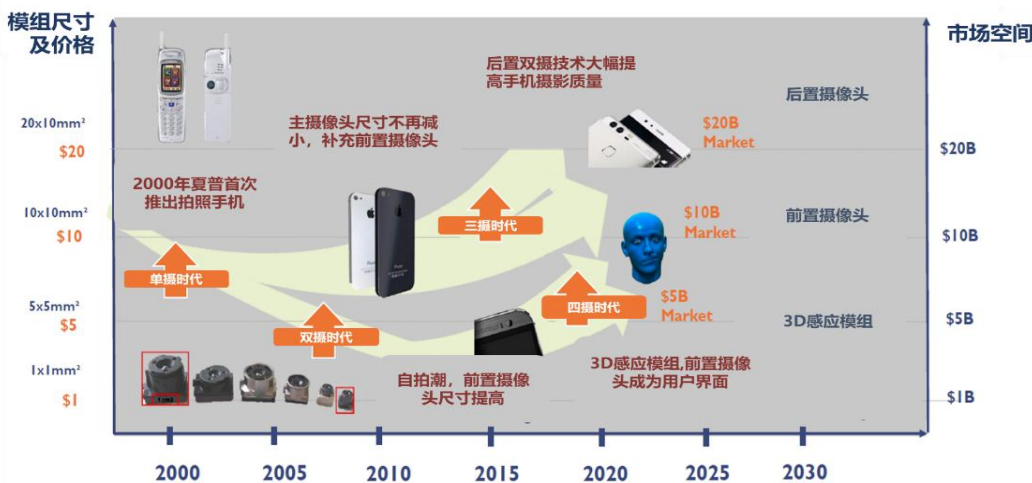 模组尺寸
及价格
市场空间
后置双摄技术大幅提
高手机摄影质量
后置摄像头
20x10mm²
$20
主摄像头尺寸不再减
小，补充前置摄像头
$20B
Market
$20B
2000年夏普首次
推出拍照手机
10x10mm²
$10
三摄时代
$10B
Market
前置摄像头
$10B
单摄时代
5x5mm²
$5
双摄时代
四摄时代
$5B
Market
3D感应模组
$5B
1x1mm²
$1
自拍潮，前置摄像
头尺寸提高
3D感应模组,前置摄像
头成为用户界面
$1B
2000
2005
2010
2015
2020
2025
2030